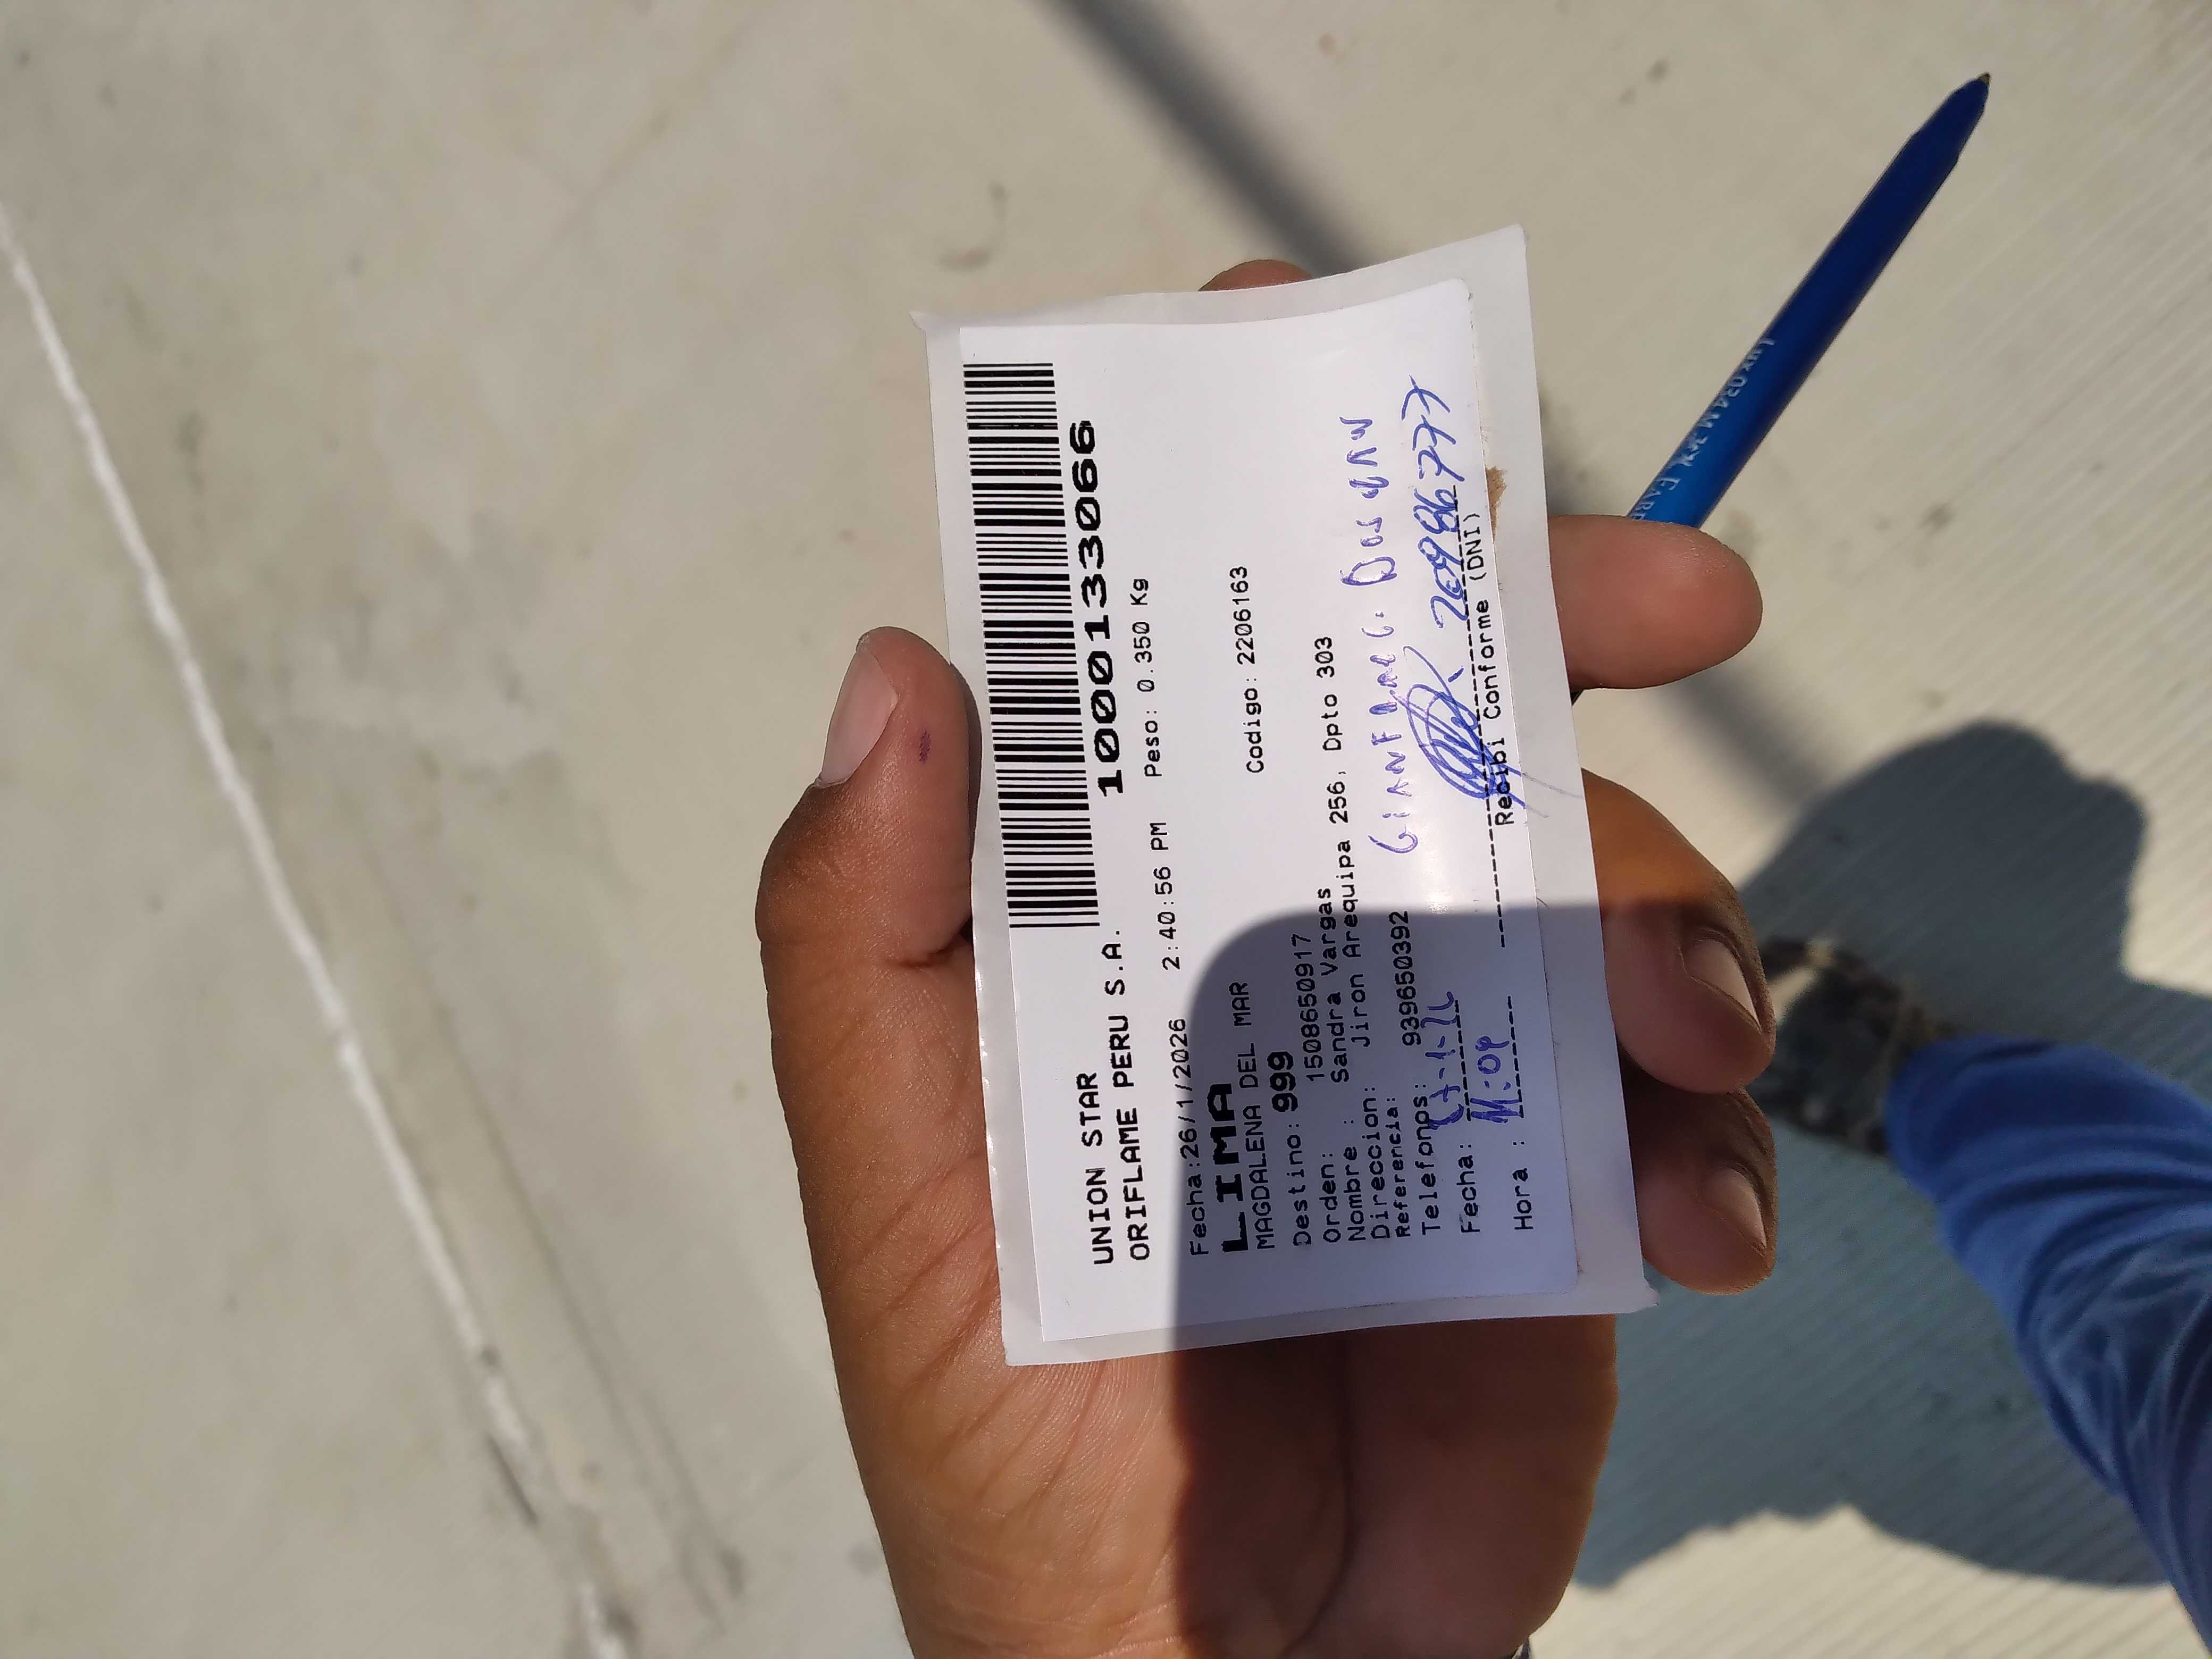 UNION STAR
ORIFLAME PERU S.A.
1000133066
Fecha:26/1/2026 2:40:56 PM Peso: 0.350 Kg
LIMA
MAGDALENA DEL MAR
Destino: 999 Codigo: 2206163
Orden: 1508650917
Nombre : Sandra Vargas
Direccion: Jiron Arequipa 256, Dpto 303
Referencia:
Telefonos: 939650392
Fecha:
Hora :
Recibi Conforme (DNI)